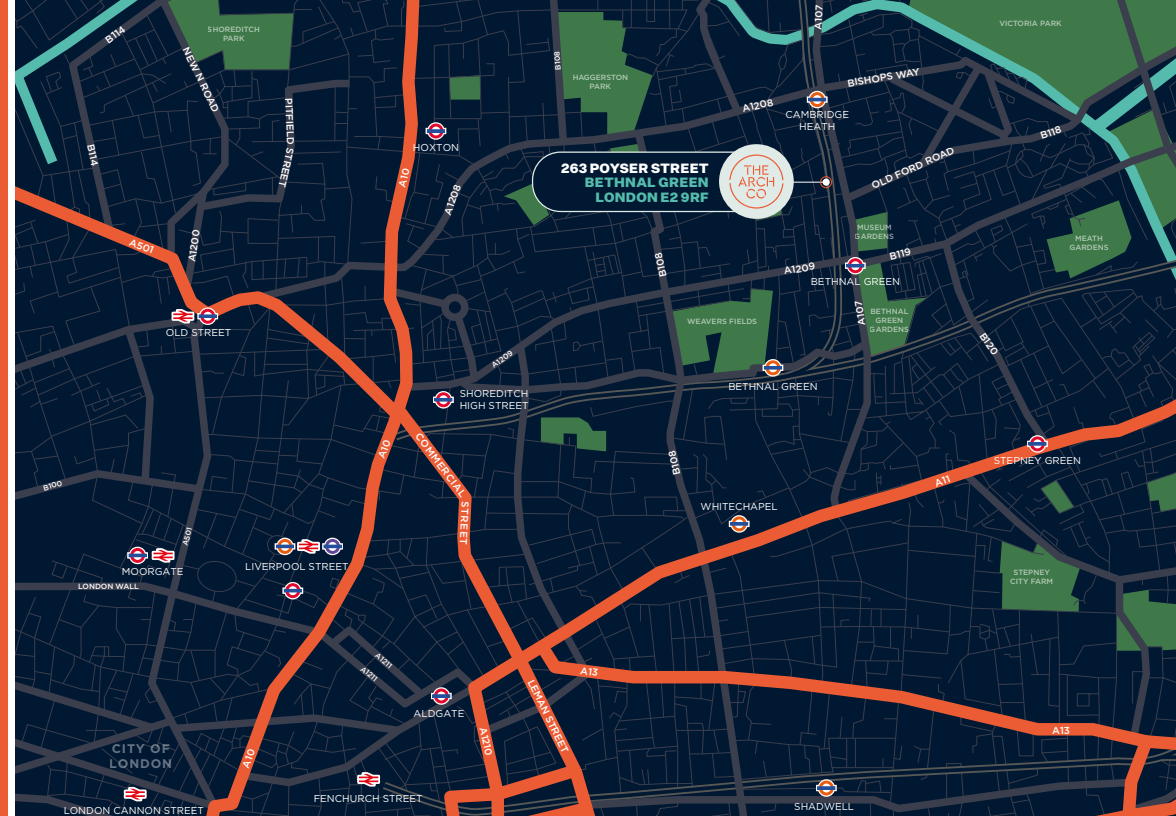 B114
SHOREDITCH
PARK
NEW N ROAD
PITFIELD STREET
B114
A10
HOXTON
A1208
B108
HAGGERSTON
PARK
A107
VICTORIA PARK
BISHOPS WAY
A1208
CAMBRIDGE
HEATH
B118
OLD FORD ROAD
263 POYSER STREET
BETHNAL GREEN
LONDON E2 9RF
THE
ARCH
CO
A501
A1200
B108
MUSEUM
GARDENS
MEATH
GARDENS
B119
A1209
BETHNAL GREEN
OLD STREET
WEAVERS FIELDS
A107
BETHNAL
GREEN
GARDENS
B120
A1209
BETHNAL GREEN
SHOREDITCH
HIGH STREET
A10
COMMERCIAL STREET
B108
STEPNEY GREEN
A11
B100
A501
WHITECHAPEL
MOORGATE
LIVERPOOL STREET
LONDON WALL
STEPNEY
CITY FARM
A1211
A1211
A13
ALDGATE
LEMAN STREET
A1210
A13
CITY OF
LONDON
A10
FENCHURCH STREET
LONDON CANNON STREET
SHADWELL